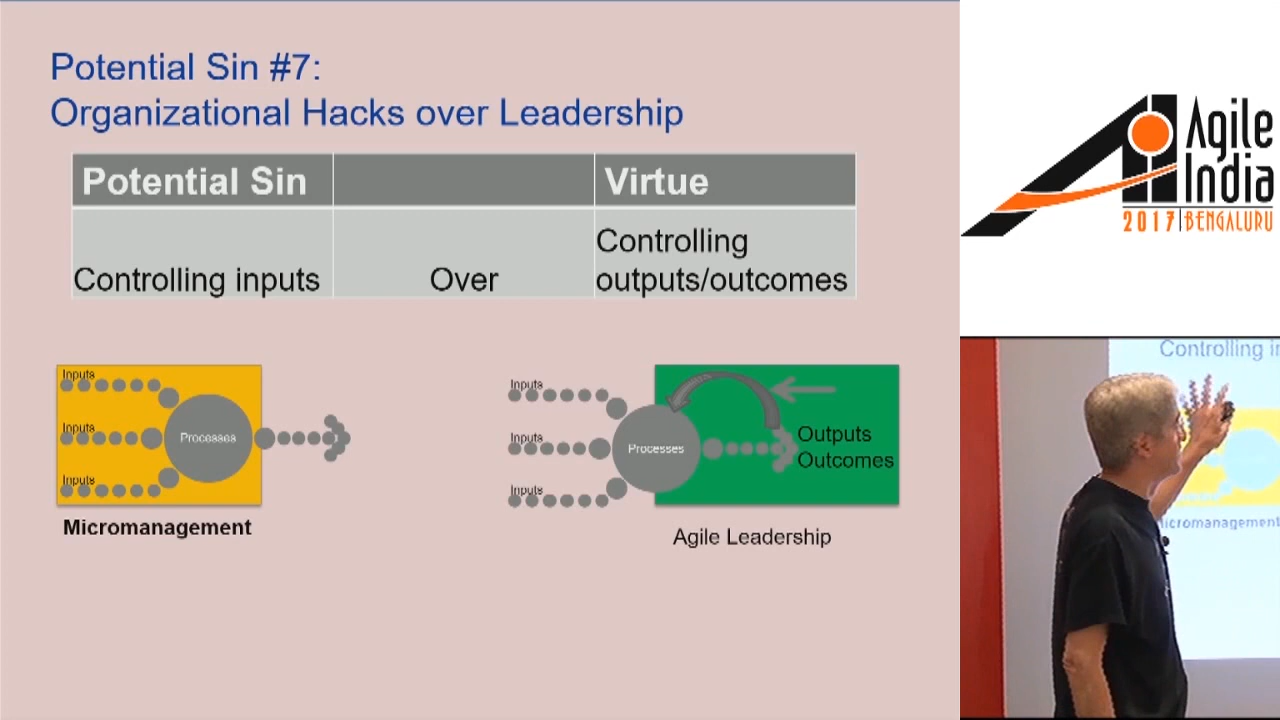 Potential Sin #7:
Organizational Hacks over Leadership
Potential Sin
Virtue
Controlling inputs
Over
Controlling
outputs/outcomes
Inputs
Inputs
Inputs
Processes
Micromanagement
Inputs
Inputs
Inputs
Processes
Outputs
Outcomes
Agile Leadership
Agile
India
2017 | BENGALURU
Controlling
Micromanagement